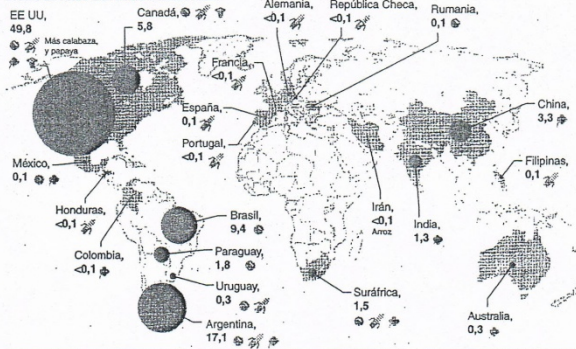 EE UU,
49,8
Más calabaza,
y papaya
Canadá,
5,8
Alemania,
<0,1
República Checa,
<0,1
Rumania,
0,1
Francia,
<0,1
España,
0,1
Portugal,
<0,1
China,
3,3
México,
0,1
Honduras,
<0,1
Colombia,
<0,1
Brasil,
9,4
Paraguay,
1,8
Uruguay,
0,3
Argentina,
17,1
Suráfrica,
1,5
Irán,
<0,1
Arroz
India,
1,3
Filipinas,
0,1
Australia,
0,3